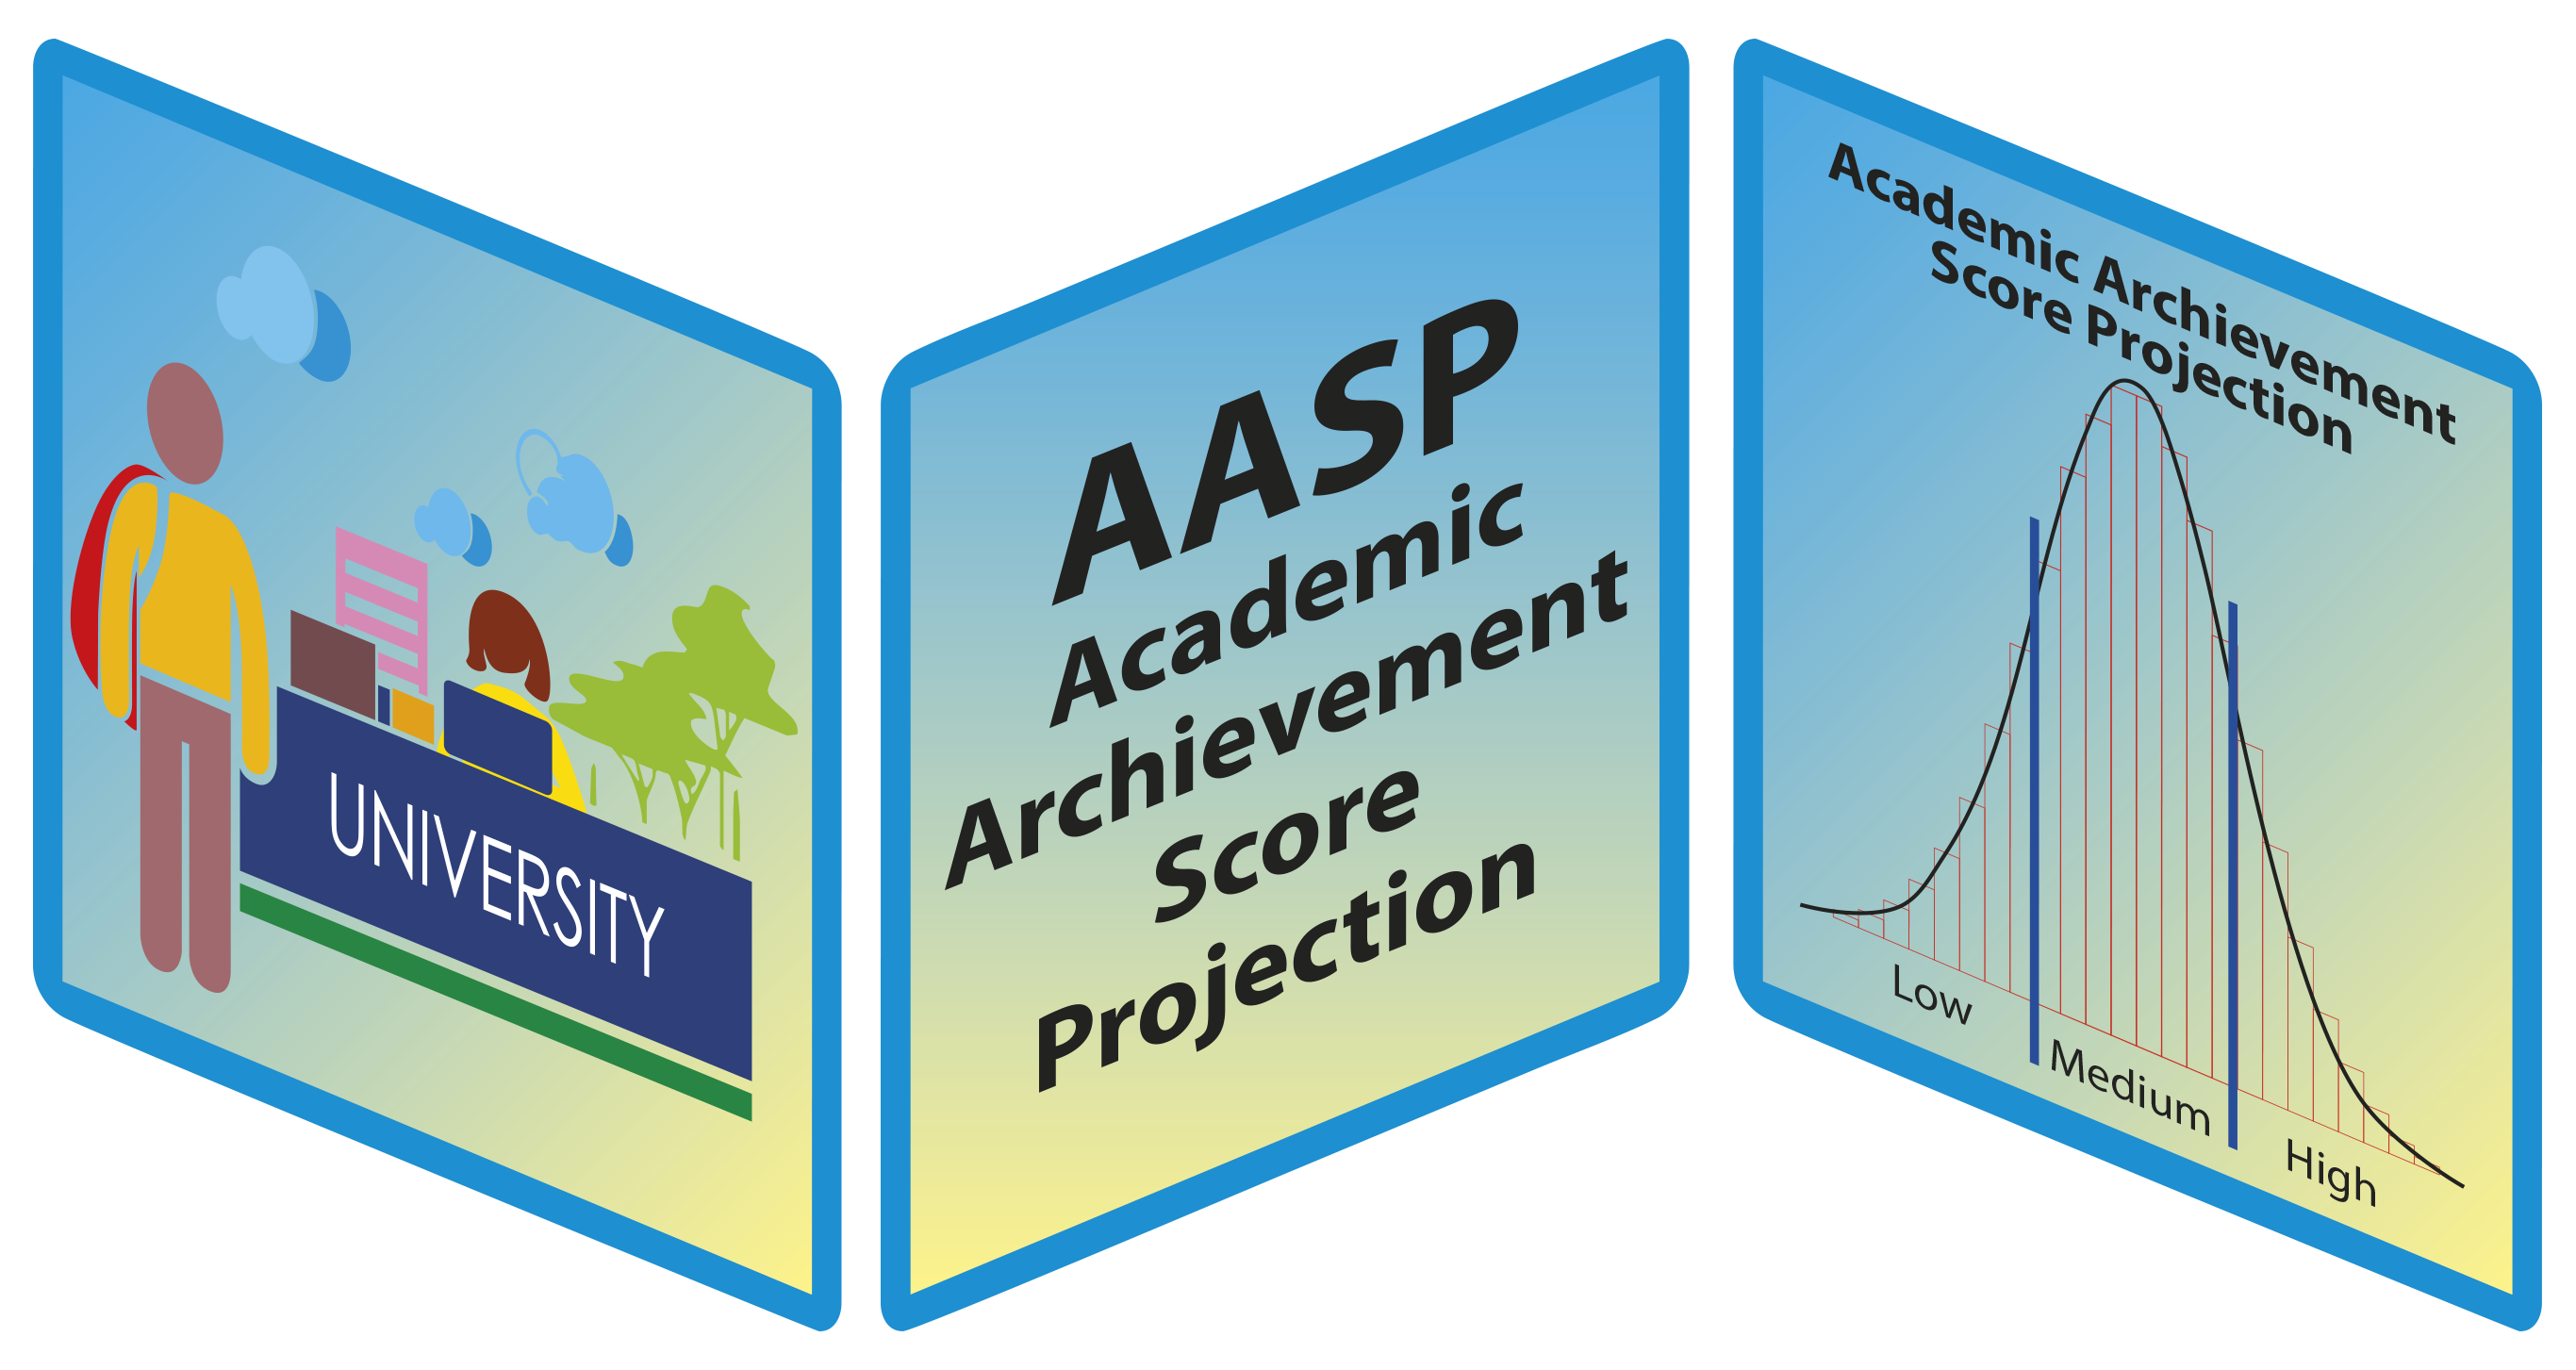 UNIVERSITY
AASP
Academic
Archievement
Score
Projection
Academic Archievement
Score Projection
Low
Medium
High